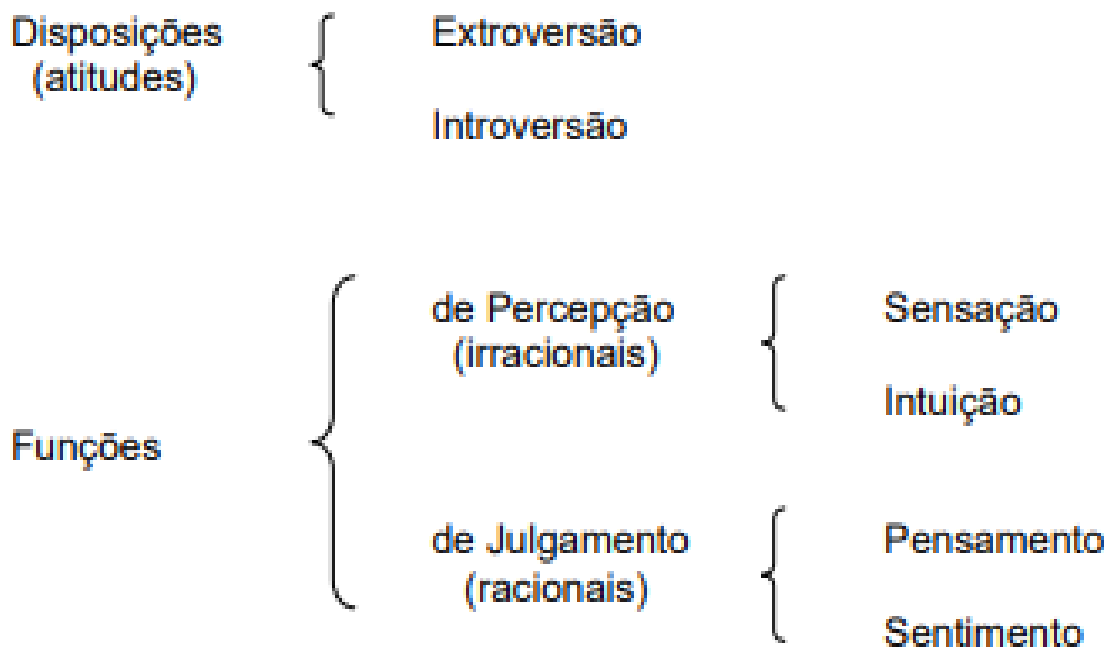 Disposições
(atitudes)
Extroversão
Introversão
Funções
de Percepção
(irracionais)
Sensação
Intuição
de Julgamento
(racionais)
Pensamento
Sentimento